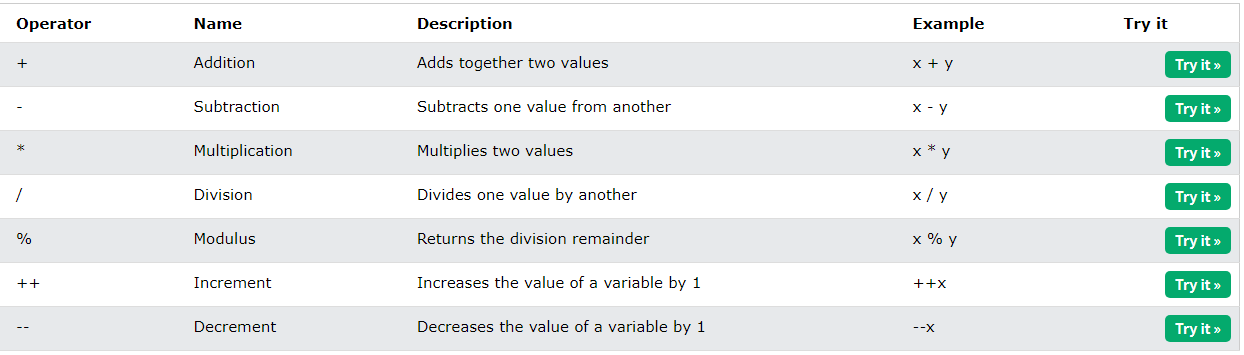 Operator Name Description Example Try it
+ Addition Adds together two values x + y Try it »
- Subtraction Subtracts one value from another x - y Try it »
* Multiplication Multiplies two values x * y Try it »
/ Division Divides one value by another x / y Try it »
% Modulus Returns the division remainder x % y Try it »
++ Increment Increases the value of a variable by 1 ++x Try it »
-- Decrement Decreases the value of a variable by 1 --x Try it »